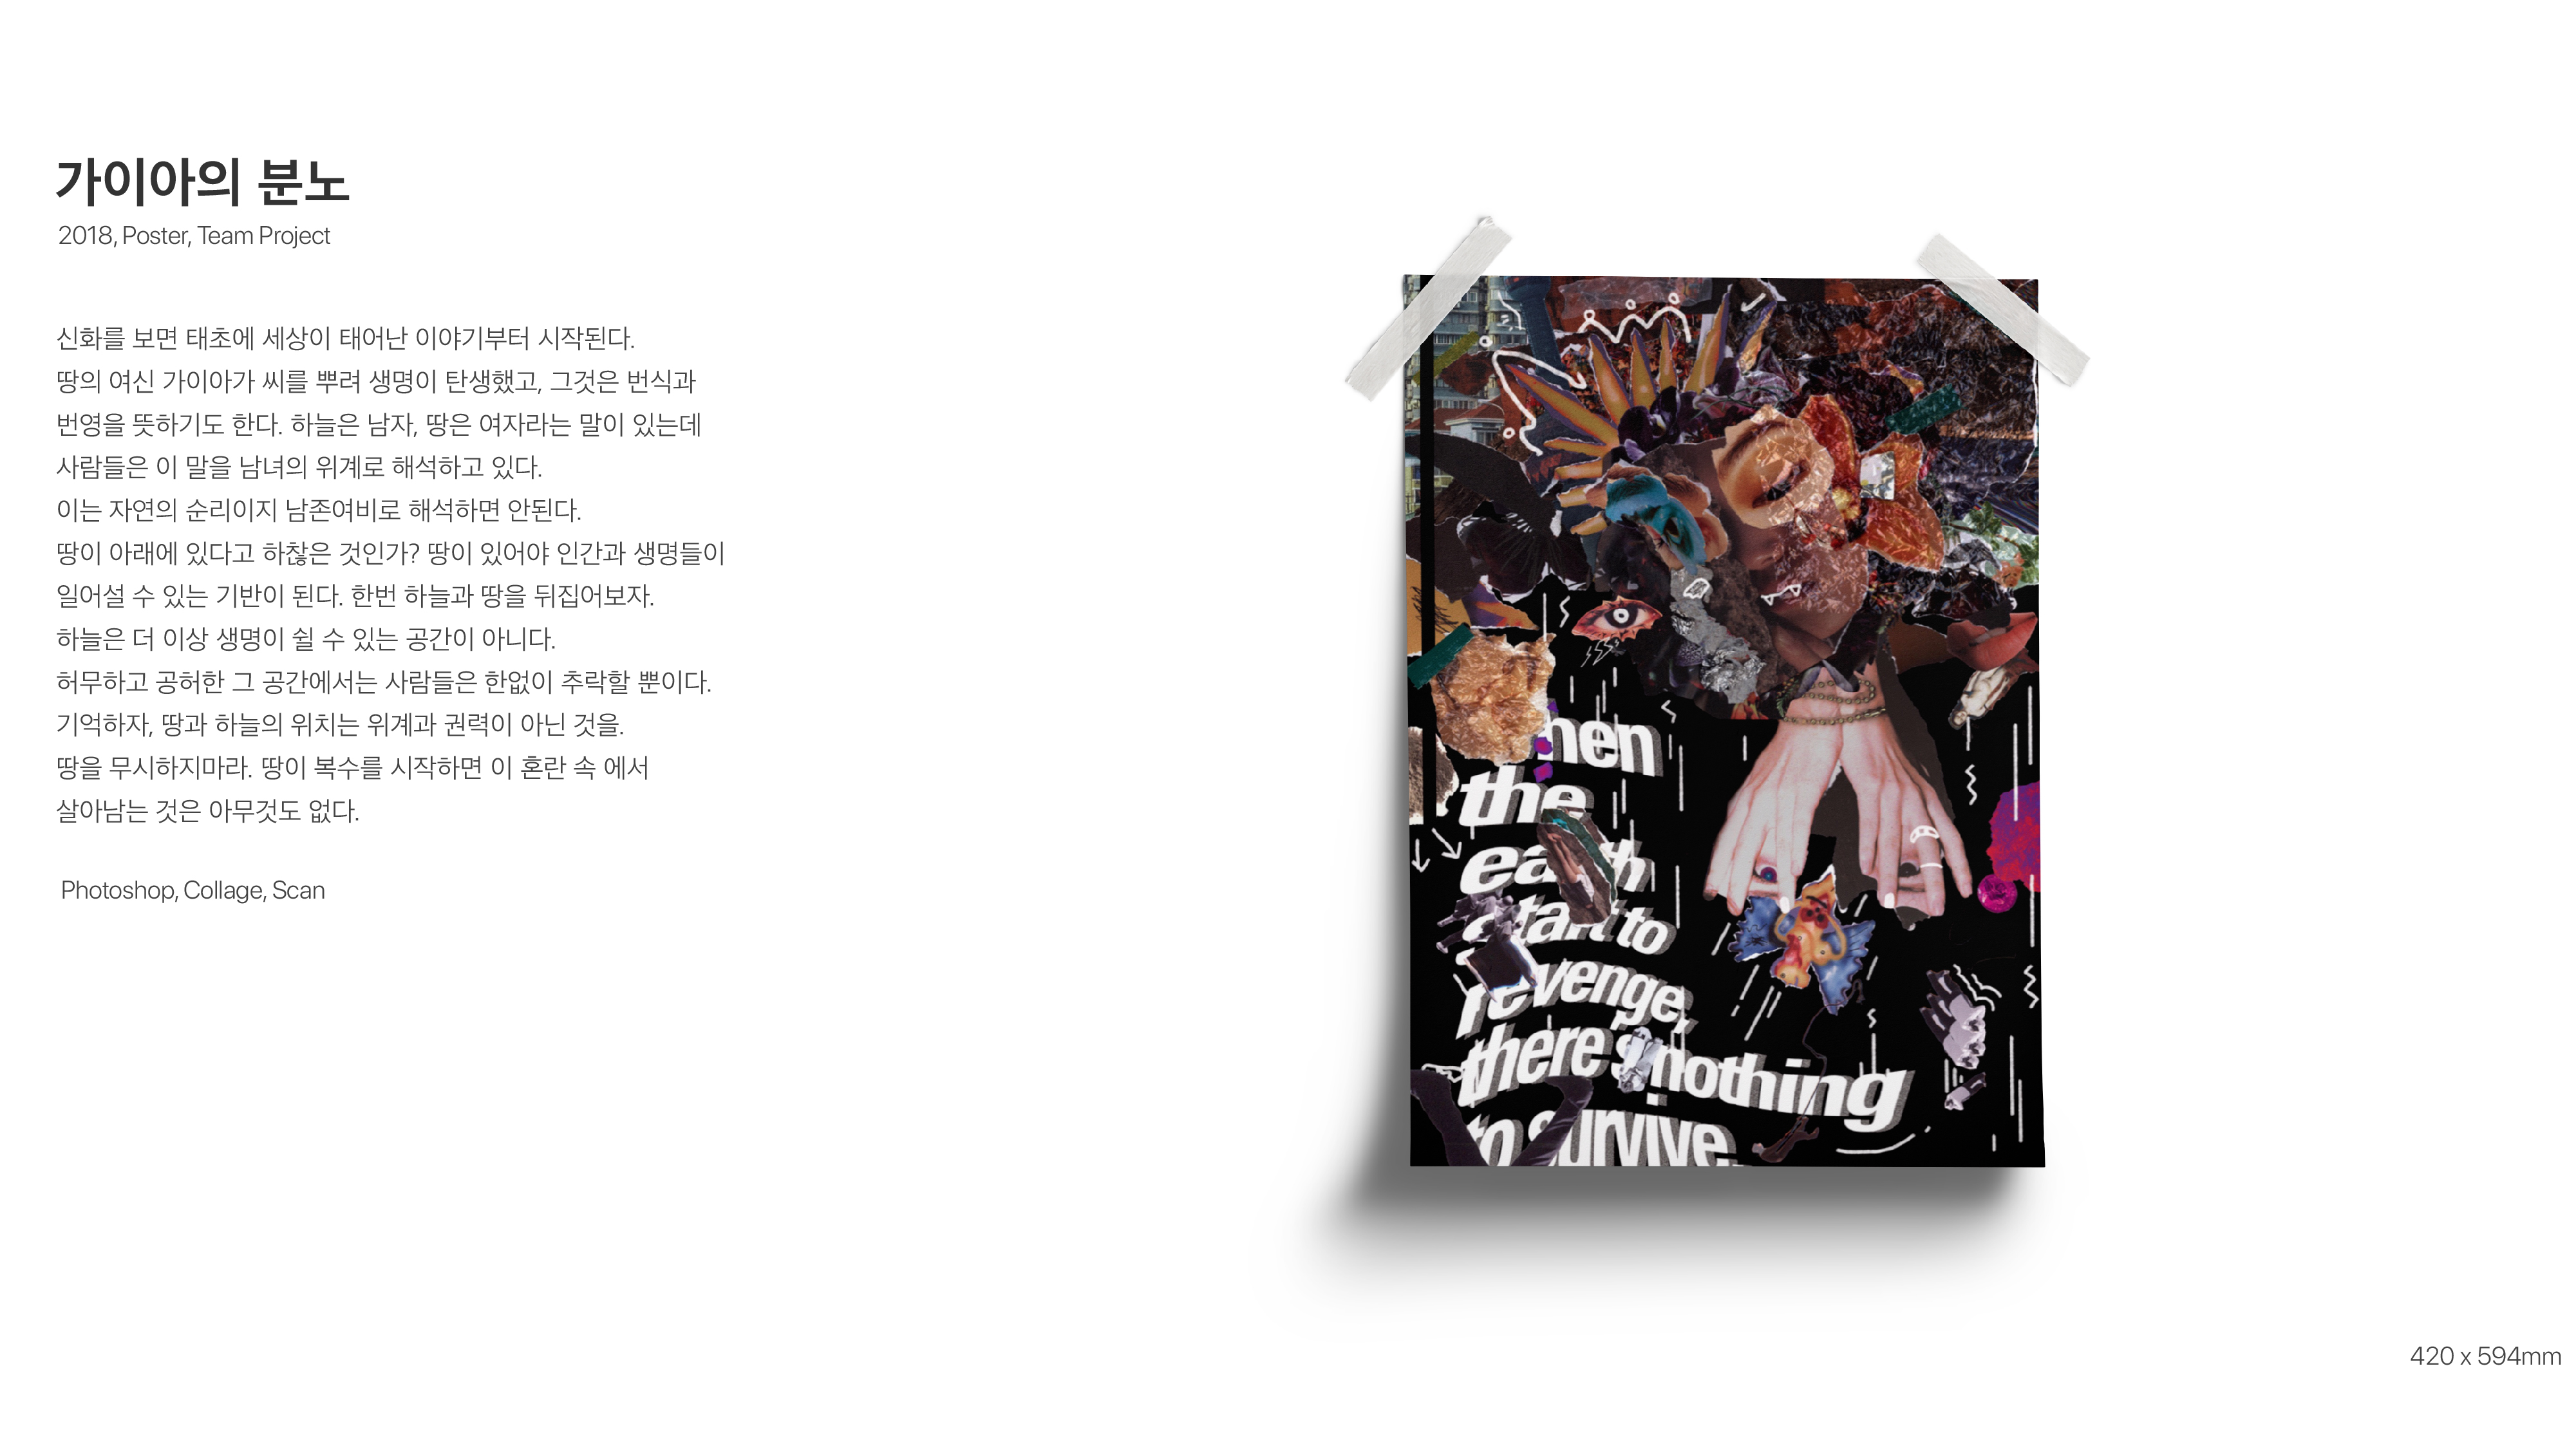 가이아의 분노
2018, Poster, Team Project
신화를 보면 태초에 세상이 태어난 이야기부터 시작된다.
땅의 여신 가이아가 씨를 뿌려 생명이 탄생했고, 그것은 번식과
번영을 뜻하기도 한다. 하늘은 남자, 땅은 여자라는 말이 있는데
사람들은 이 말을 남녀의 위계로 해석하고 있다.
이는 자연의 순리이지 남존여비로 해석하면 안된다.
땅이 아래에 있다고 하찮은 것인가? 땅이 있어야 인간과 생명들이
일어설 수 있는 기반이 된다. 한번 하늘과 땅을 뒤집어보자.
하늘은 더 이상 생명이 쉴 수 있는 공간이 아니다.
허무하고 공허한 그 공간에서는 사람들은 한없이 추락할 뿐이다.
기억하자, 땅과 하늘의 위치는 위계과 권력이 아닌 것을.
땅을 무시하지마라. 땅이 복수를 시작하면 이 혼란 속 에서
살아남는 것은 아무것도 없다.
Photoshop, Collage, Scan
hen
the
earth
start to
revenge,
there's nothing
to survive
420 x 594mm